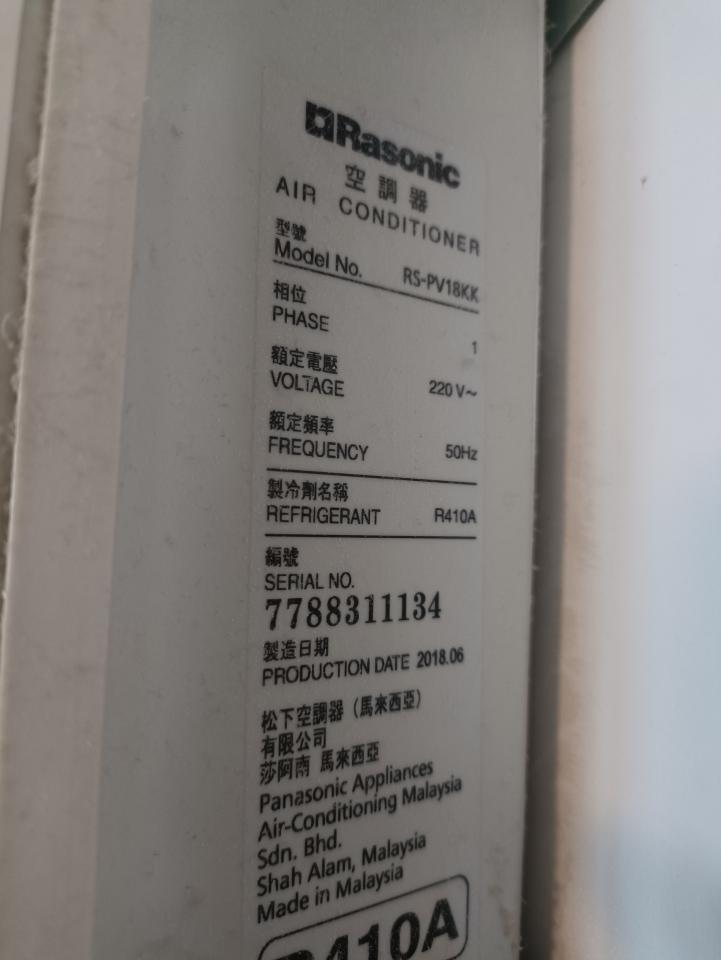 Rasonic
空調器
AIR CONDITIONER
型號
Model No. RS-PV18KK
相位
PHASE 1
額定電壓
VOLTAGE 220 V~
額定頻率
FREQUENCY 50Hz
製冷劑名稱
REFRIGERANT R410A
編號
SERIAL NO.
7788311134
製造日期
PRODUCTION DATE 2018.06
松下空調器（馬來西亞）
有限公司
莎阿南 馬來西亞
Panasonic Appliances
Air-Conditioning Malaysia
Sdn. Bhd.
Shah Alam, Malaysia
Made in Malaysia
R410A